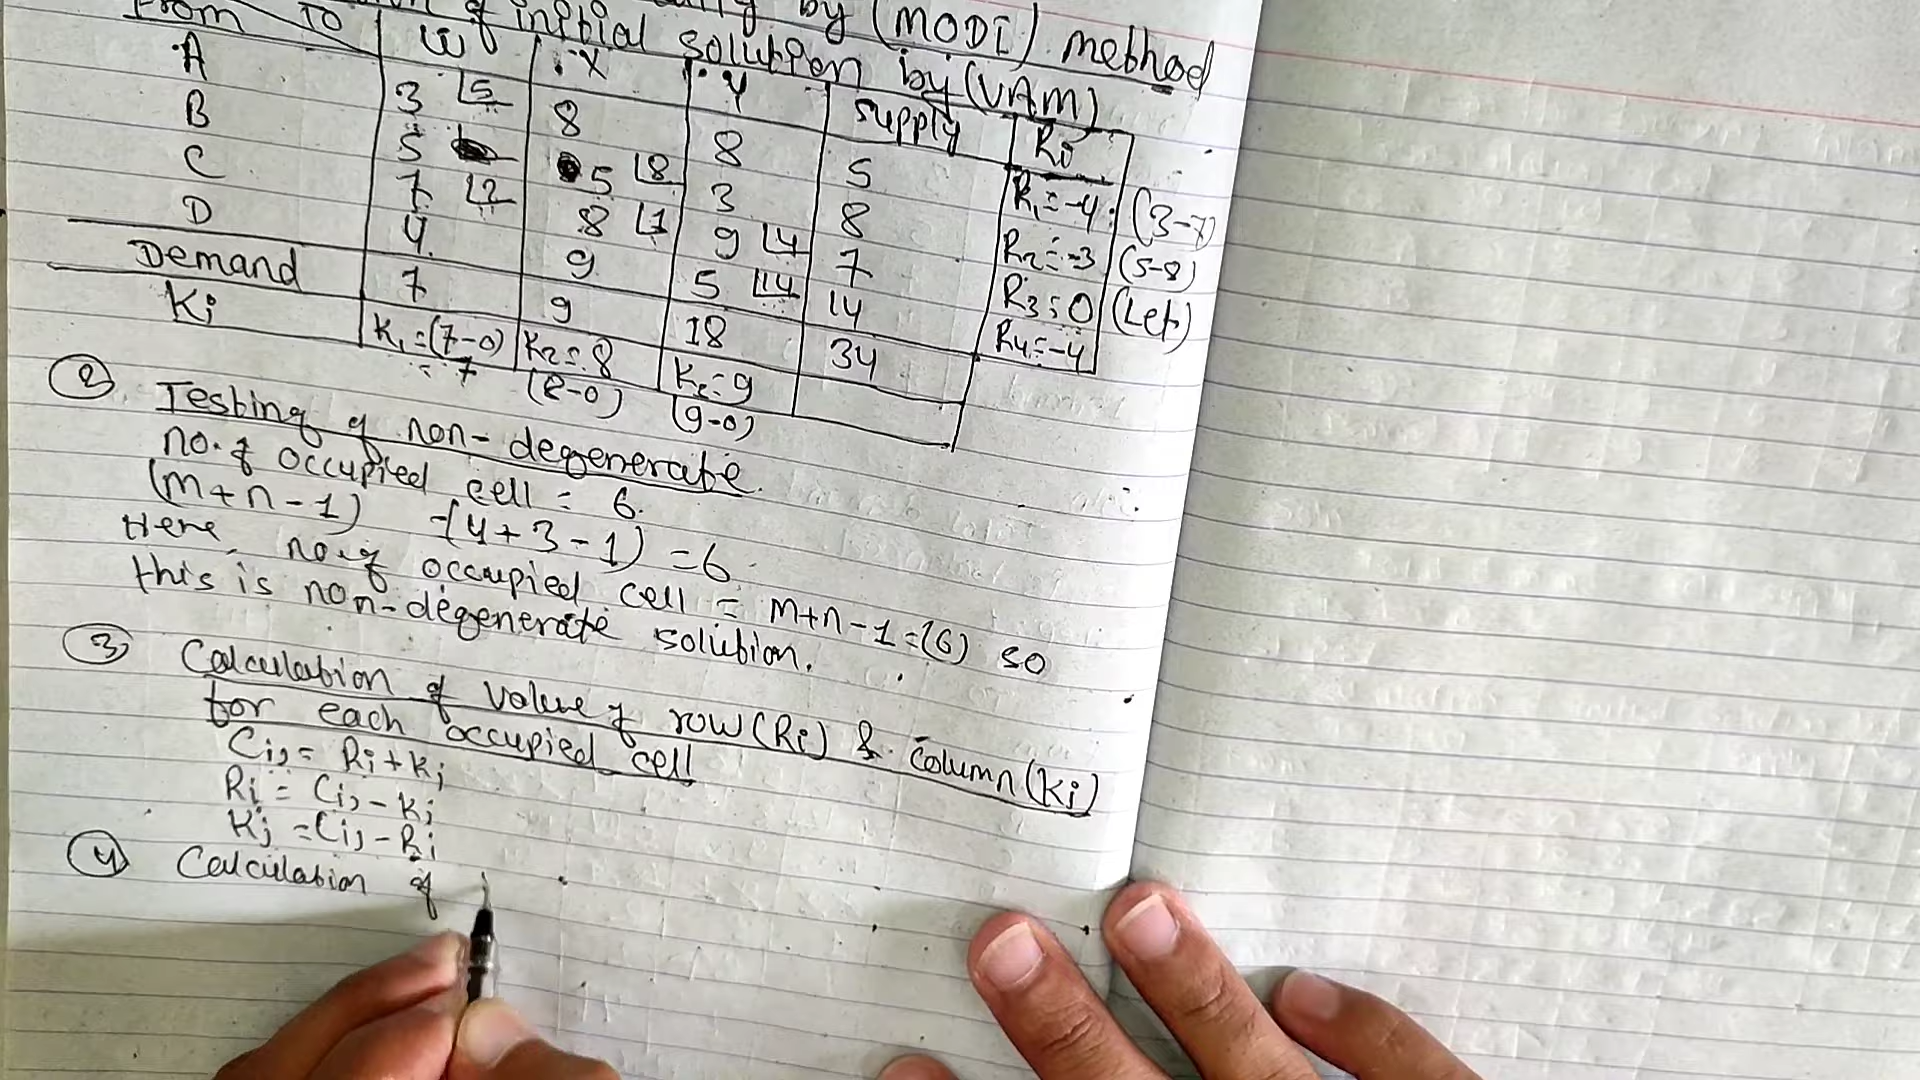 of initial solution by (MODI) method
by (VAM)
From TO W X Y Supply Ri
A 3 5 8 8 5 R1=-4 (3-7)
B 5 5 8 3 8 R2=-3 (5-8)
C 7 2 8 1 9 4 7 R3=0 (Let)
D 4 9 5 14 14 R4=-4
Demand 7 9 18 34
Kj K1=(7-0) K2=8 K2=9
=7 (8-0) (9-0)
② Testing of non-degenerate
no. of occupied cell = 6.
(m+n-1) =(4+3-1) =6.
Here, no. of occupied cell = m+n-1=(6) so
this is non-degenerate solution.
③ Calculation of value of row (Ri) & column (Kj)
for each occupied cell
Cij = Ri+Kj
Ri = Cij - Kj
Kj = Cij - Ri
④ Calculation of